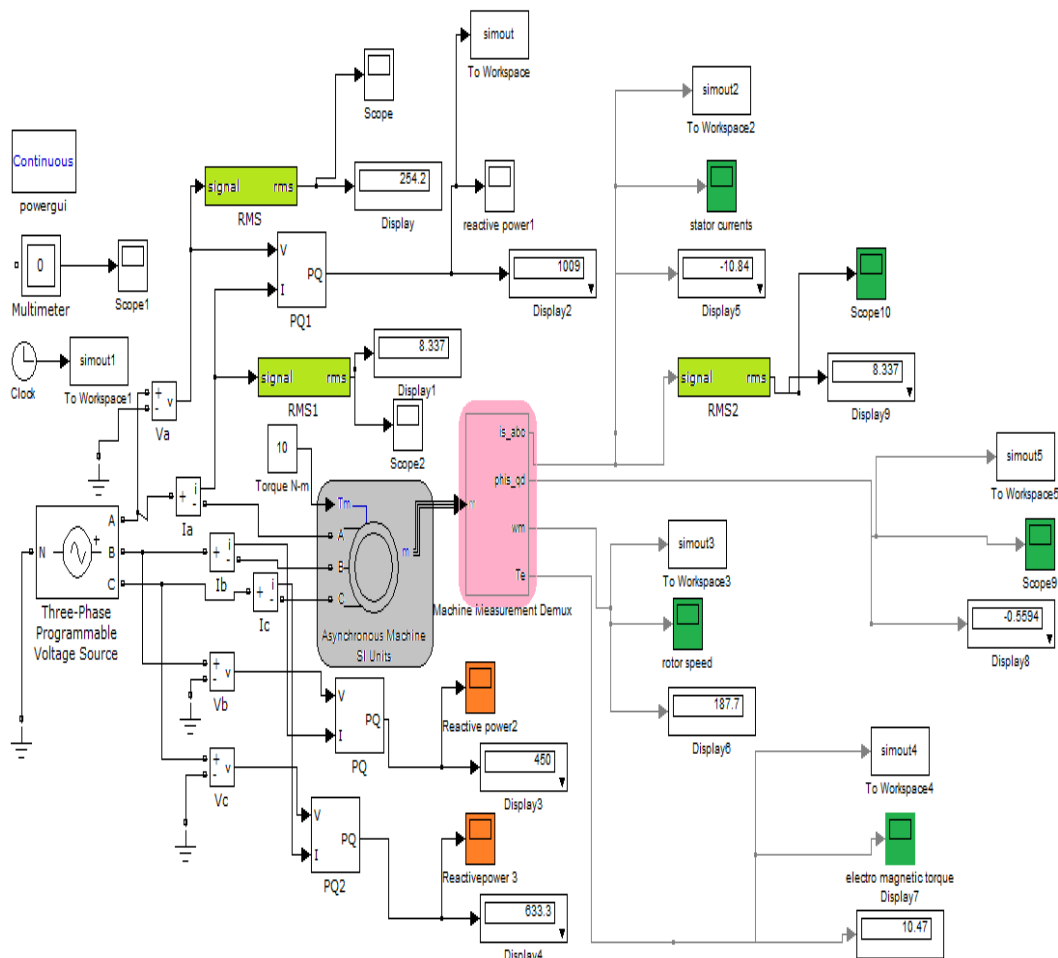 simout
To Workspace
Scope
simout2
To Workspace2
Continuous
powergui
signal rms
RMS
254.2
Display
reactive power1
stator currents
V
I
PQ
PQ1
1009
Display2
-10.84
Display5
Scope10
0
Multimeter
Scope1
Clock
simout1
To Workspace1
8.337
Display1
signal rms
RMS1
Scope2
signal rms
RMS2
8.337
Display9
+
-
v
Va
10
Torque N-m
is_abc
phis_qd
wm
Te
m
Machine Measurement Demux
simout5
To Workspace5
Scope9
-0.5594
Display8
N
+
A
B
C
Three-Phase
Programmable
Voltage Source
+
-
i
Ia
+
-
i
Ib
+
-
i
Ic
Tm
A
B
C
m
Asynchronous Machine
SI Units
simout3
To Workspace3
rotor speed
187.7
Display6
+
-
v
Vb
V
I
PQ
PQ
Reactive power2
450
Display3
+
-
v
Vc
V
I
PQ
PQ2
Reactivepower 3
633.3
Display4
simout4
To Workspace4
electro magnetic torque
Display7
10.47